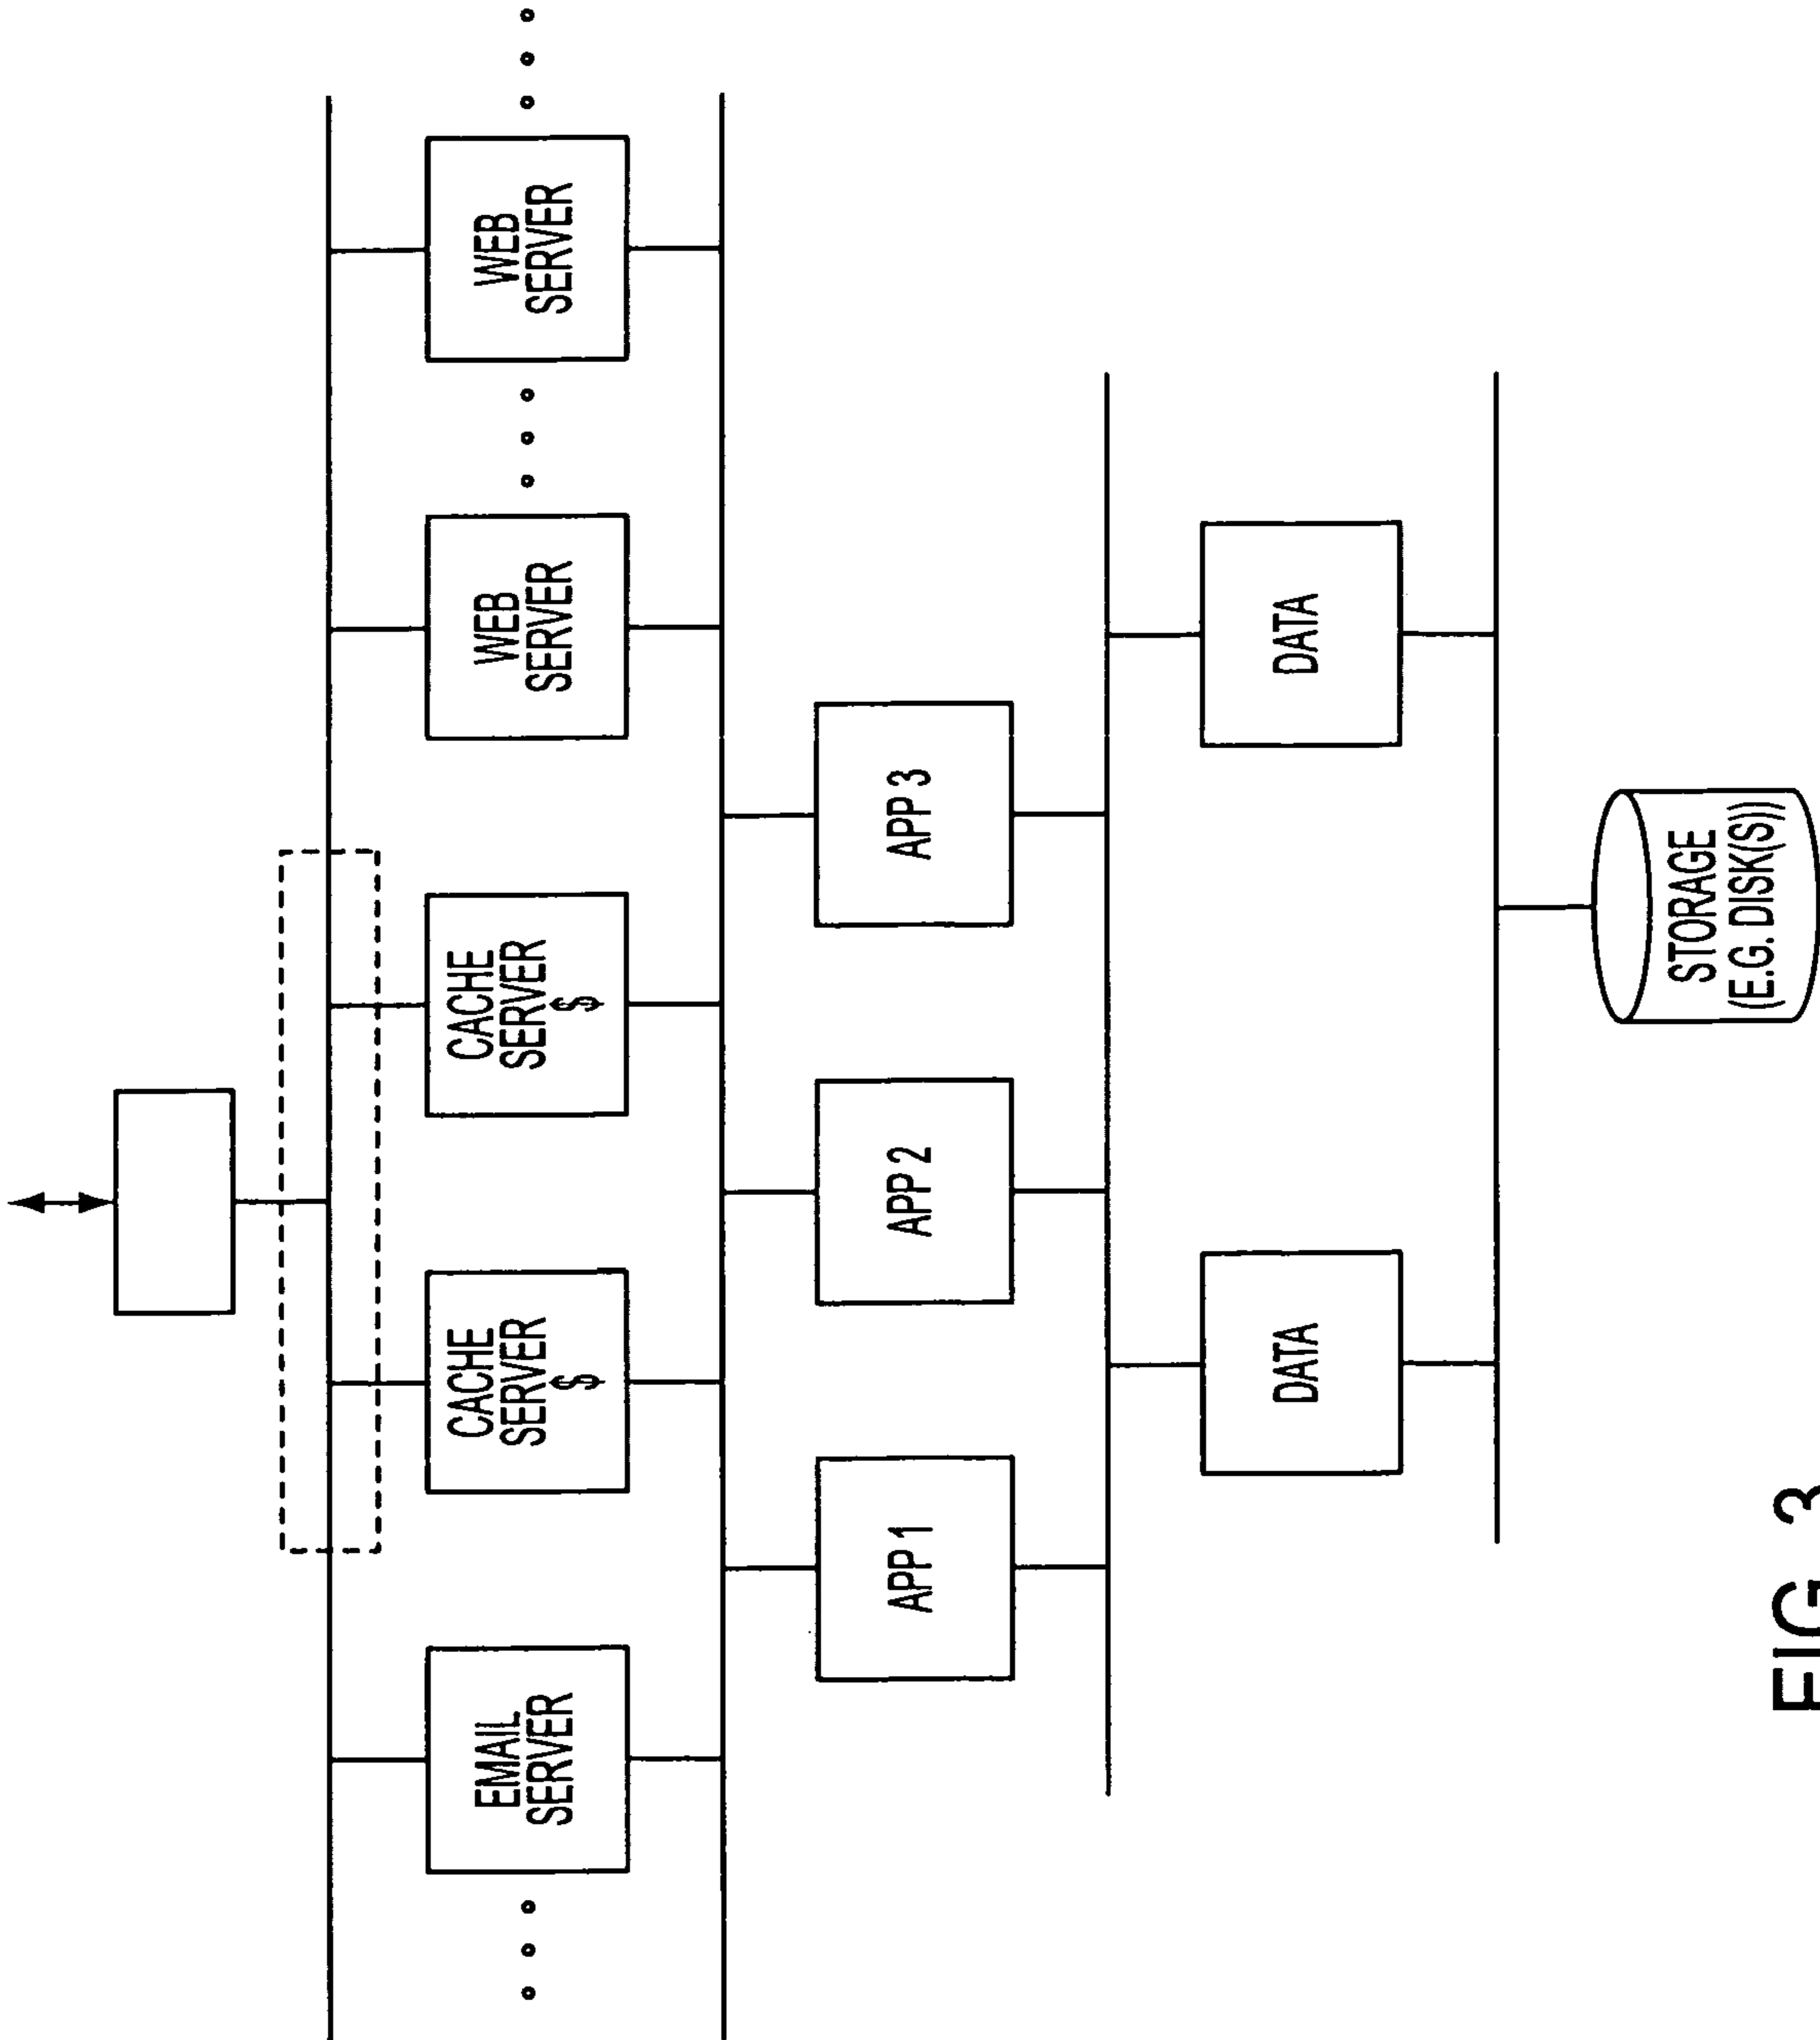 EMAIL
SERVER
CACHE
SERVER
$
CACHE
SERVER
$
WEB
SERVER
WEB
SERVER
APP 1
APP 2
APP 3
DATA
DATA
STORAGE
(E.G. DISK(S))
FIG. 3